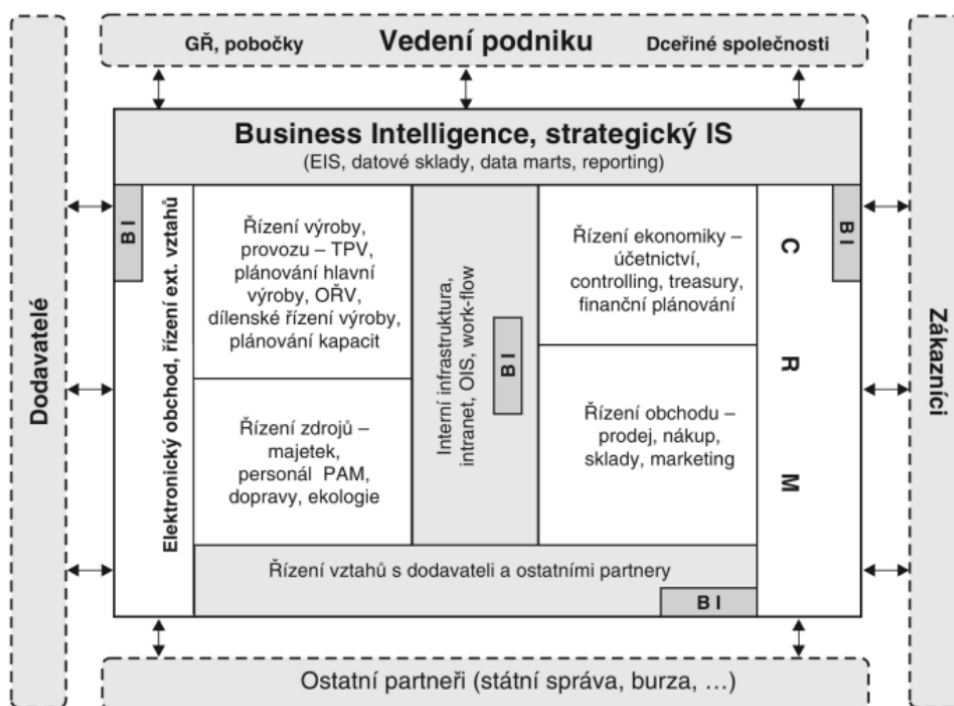 GŘ, pobočky
Vedení podniku
Dceřiné společnosti
Dodavatelé
Business Intelligence, strategický IS
(EIS, datové sklady, data marts, reporting)
B I
Elektronický obchod, řízení ext. vztahů
Řízení výroby,
provozu – TPV,
plánování hlavní
výroby, OŘV,
dílenské řízení výroby,
plánování kapacit
Řízení zdrojů –
majetek,
personál PAM,
dopravy, ekologie
Interní infrastruktura,
intranet, OIS, work-flow
B I
Řízení ekonomiky –
účetnictví,
controlling, treasury,
finanční plánování
Řízení obchodu –
prodej, nákup,
sklady, marketing
C R M
B I
Zákazníci
Řízení vztahů s dodavateli a ostatními partnery
B I
Ostatní partneři (státní správa, burza, …)